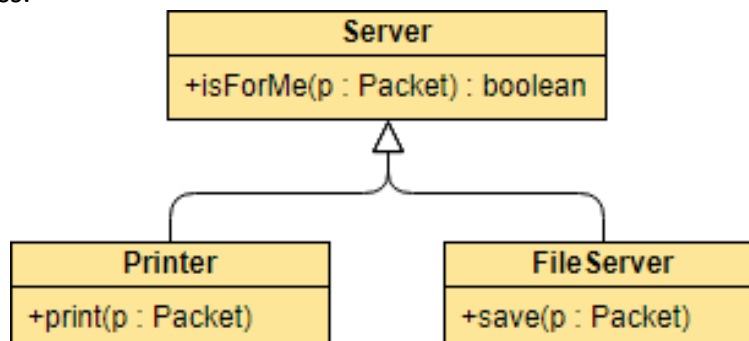 Server
+isForMe(p : Packet) : boolean
Printer
FileServer
+print(p : Packet)
+save(p : Packet)